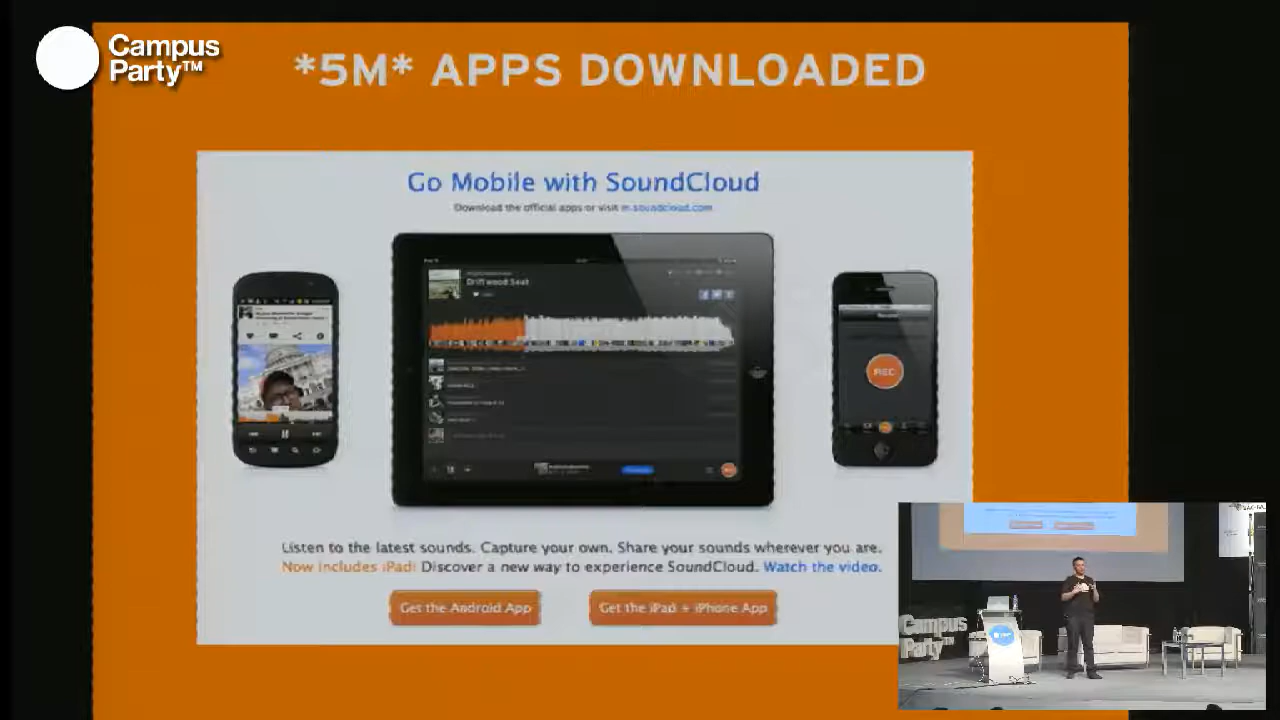 Campus
Party™
*5M* APPS DOWNLOADED
Go Mobile with SoundCloud
Download the official apps or visit m.soundcloud.com
Driftwood Seat
REC
Listen to the latest sounds. Capture your own. Share your sounds wherever you are.
Now includes iPad! Discover a new way to experience SoundCloud. Watch the video.
Get the Android App
Get the iPad + iPhone App
Campus
Party™